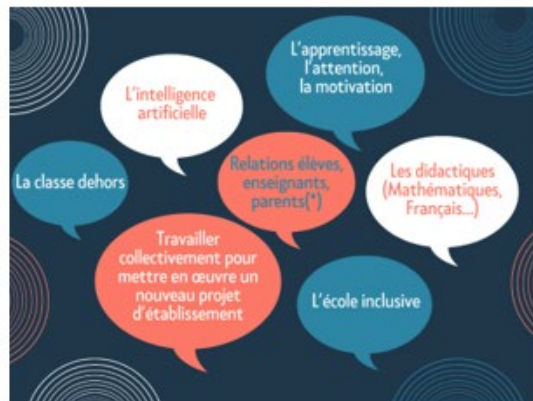 L'apprentissage,
l'attention,
la motivation
L'intelligence
artificielle
La classe dehors
Relations élèves,
enseignants,
parents(*)
Les didactiques
(Mathématiques,
Français...)
Travailler
collectivement pour
mettre en œuvre un
nouveau projet
d'établissement
L'école inclusive